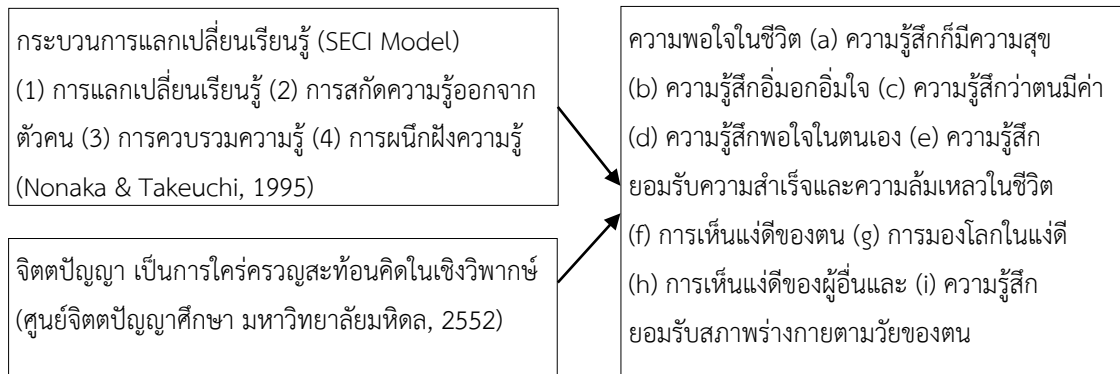 กระบวนการแลกเปลี่ยนเรียนรู้ (SECI Model)
(1) การแลกเปลี่ยนเรียนรู้ (2) การสกัดความรู้ออกจาก
ตัวคน (3) การควบรวมความรู้ (4) การผนึกฝังความรู้
(Nonaka & Takeuchi, 1995)
จิตตปัญญา เป็นการใคร่ครวญสะท้อนคิดในเชิงวิพากษ์
(ศูนย์จิตตปัญญาศึกษา มหาวิทยาลัยมหิดล, 2552)
ความพอใจในชีวิต (a) ความรู้สึกก็มีความสุข
(b) ความรู้สึกอิ่มอกอิ่มใจ (c) ความรู้สึกว่าตนมีค่า
(d) ความรู้สึกพอใจในตนเอง (e) ความรู้สึก
ยอมรับความสำเร็จและความล้มเหลวในชีวิต
(f) การเห็นแง่ดีของตน (g) การมองโลกในแง่ดี
(h) การเห็นแง่ดีของผู้อื่นและ (i) ความรู้สึก
ยอมรับสภาพร่างกายตามวัยของตน